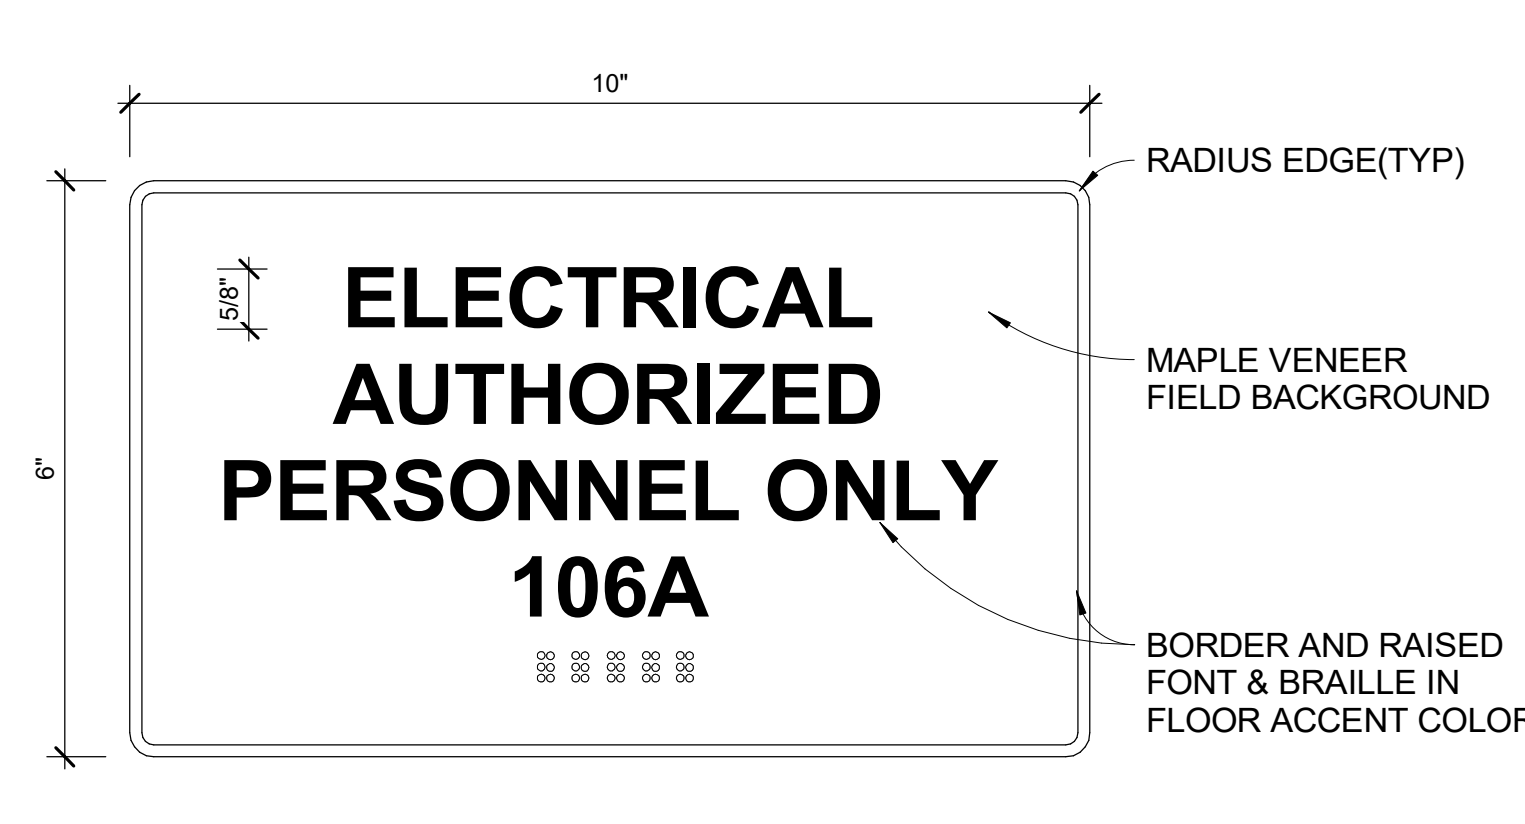 10"
RADIUS EDGE(TYP)
5/8"
ELECTRICAL
AUTHORIZED
PERSONNEL ONLY
106A
6"
MAPLE VENEER
FIELD BACKGROUND
BORDER AND RAISED
FONT & BRAILLE IN
FLOOR ACCENT COLOR